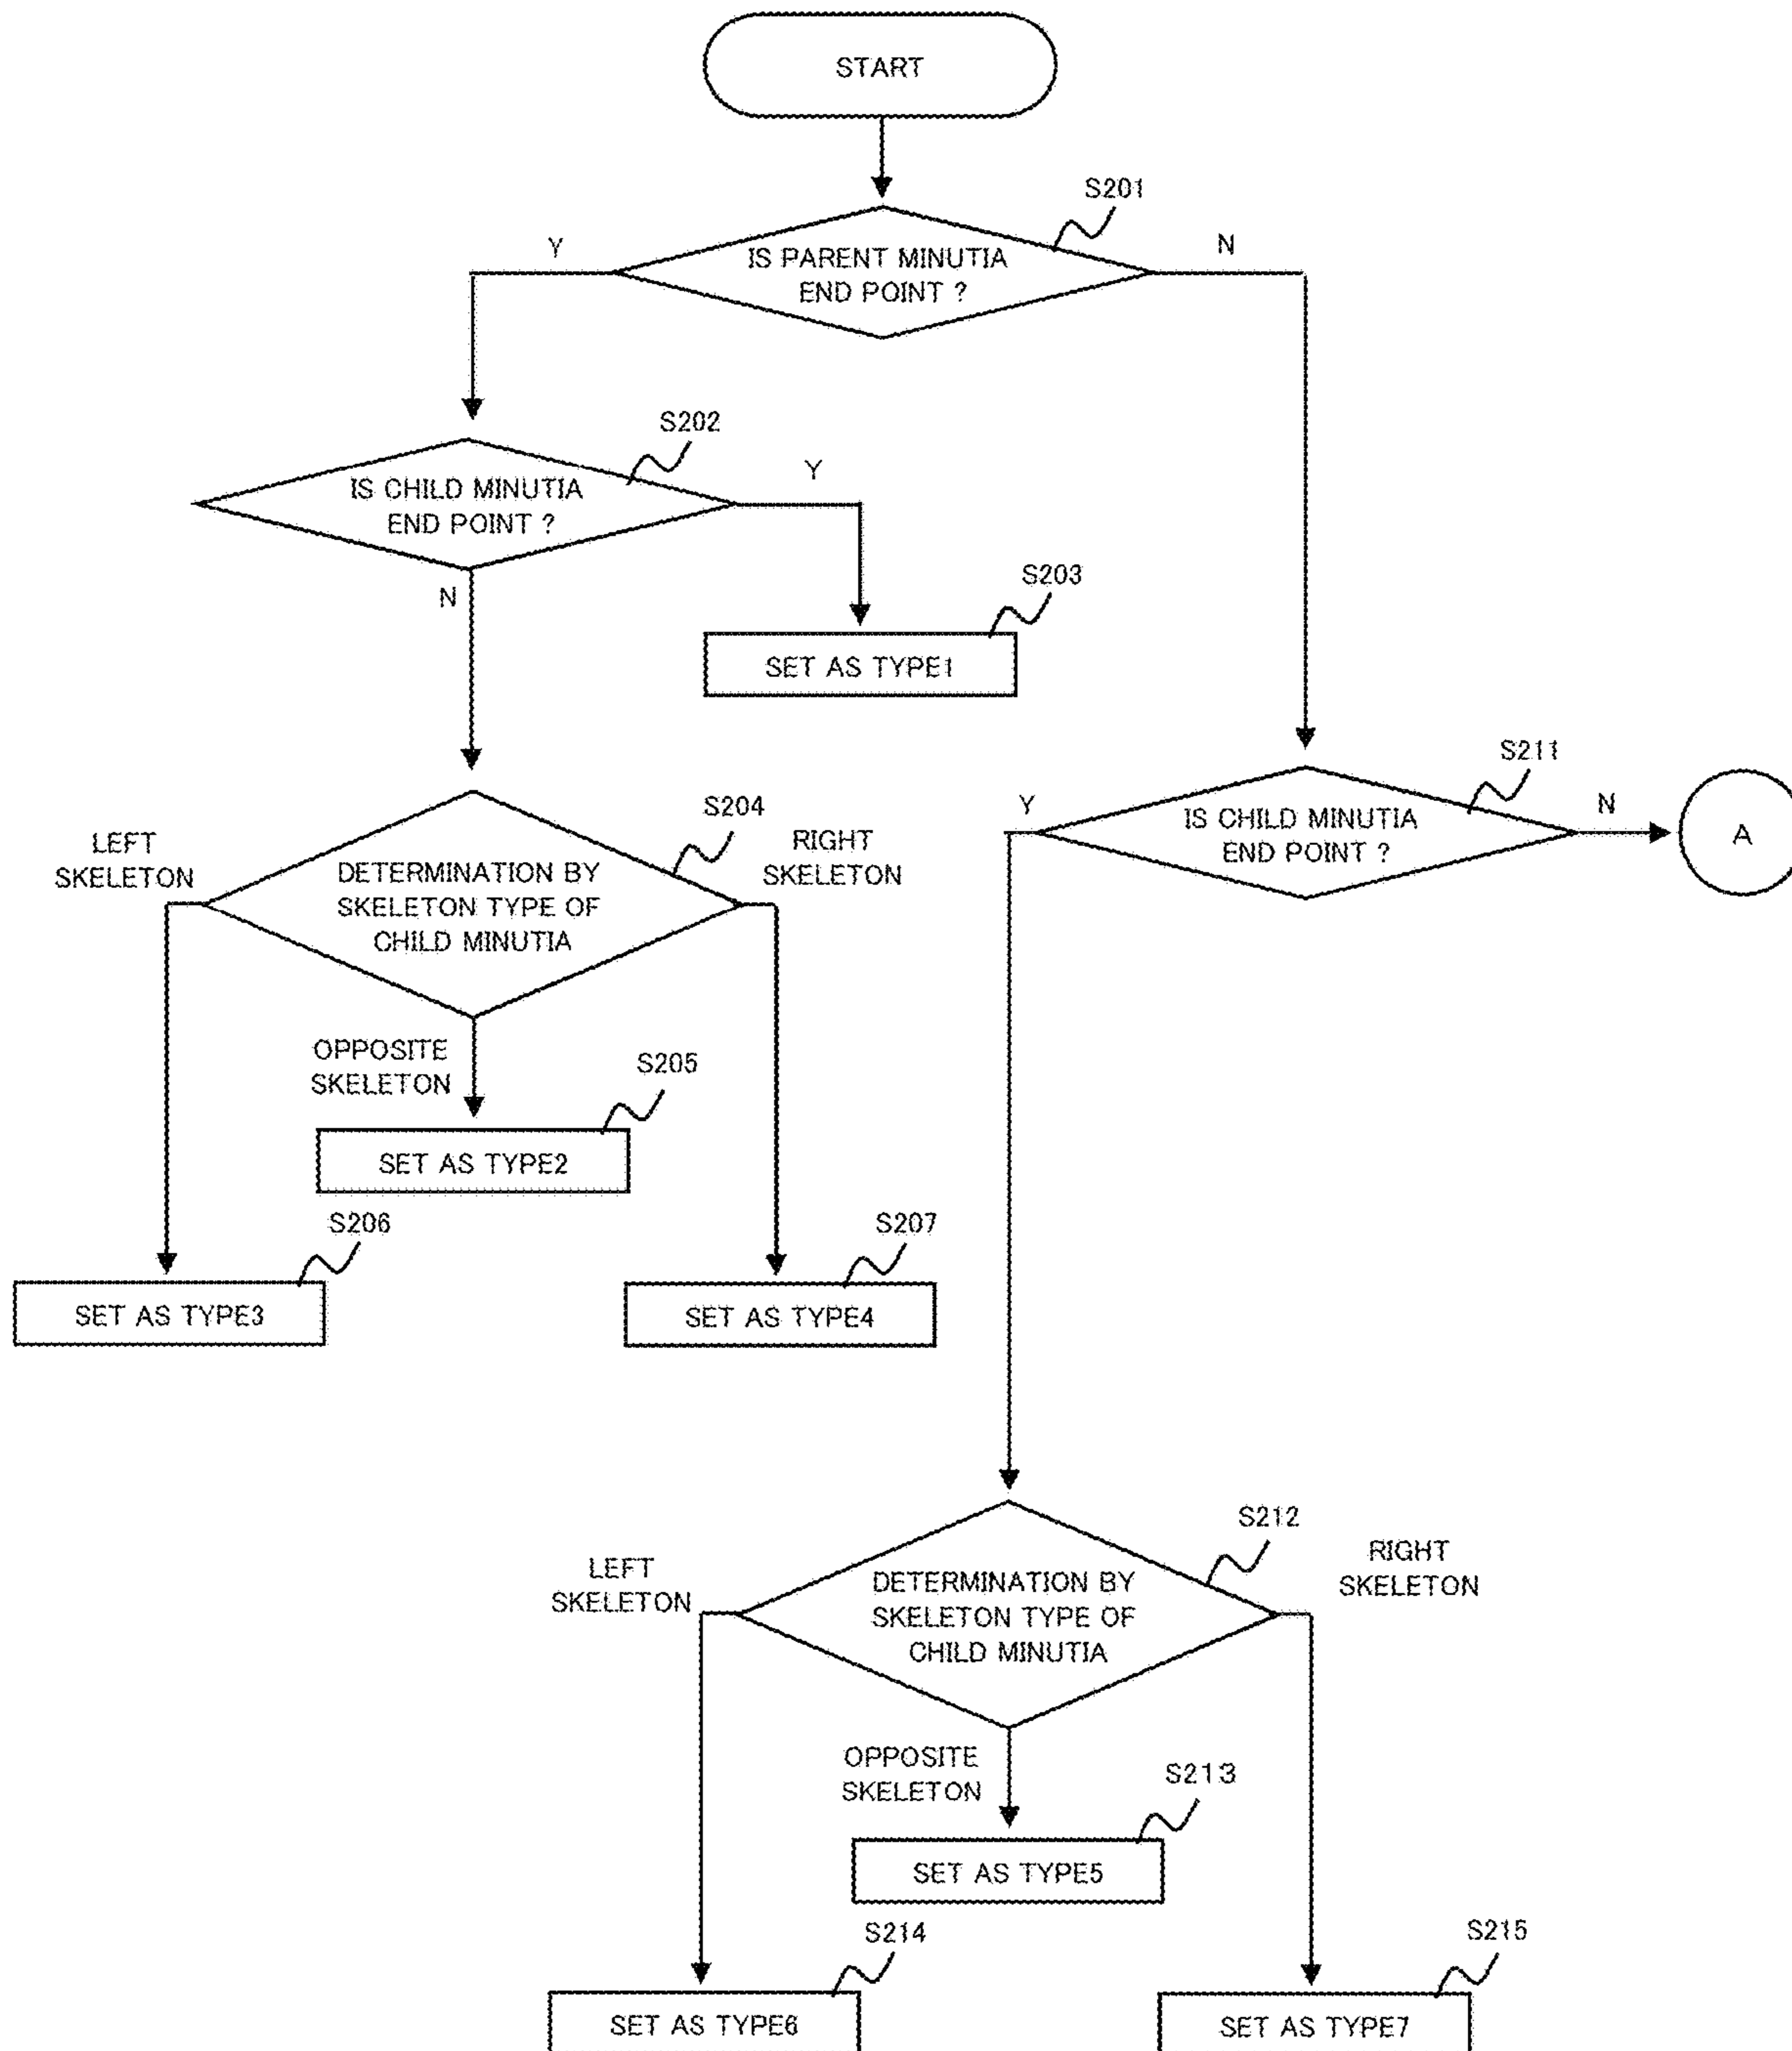 START
S201
Y
N
IS PARENT MINUTIA
END POINT ?
S202
Y
IS CHILD MINUTIA
END POINT ?
N
S203
SET AS TYPE1
S211
Y
N
IS CHILD MINUTIA
END POINT ?
A
S204
LEFT
SKELETON
RIGHT
SKELETON
DETERMINATION BY
SKELETON TYPE OF
CHILD MINUTIA
OPPOSITE
SKELETON
S205
SET AS TYPE2
S206
S207
SET AS TYPE3
SET AS TYPE4
S212
LEFT
SKELETON
RIGHT
SKELETON
DETERMINATION BY
SKELETON TYPE OF
CHILD MINUTIA
OPPOSITE
SKELETON
S213
SET AS TYPE5
S214
S215
SET AS TYPE6
SET AS TYPE7